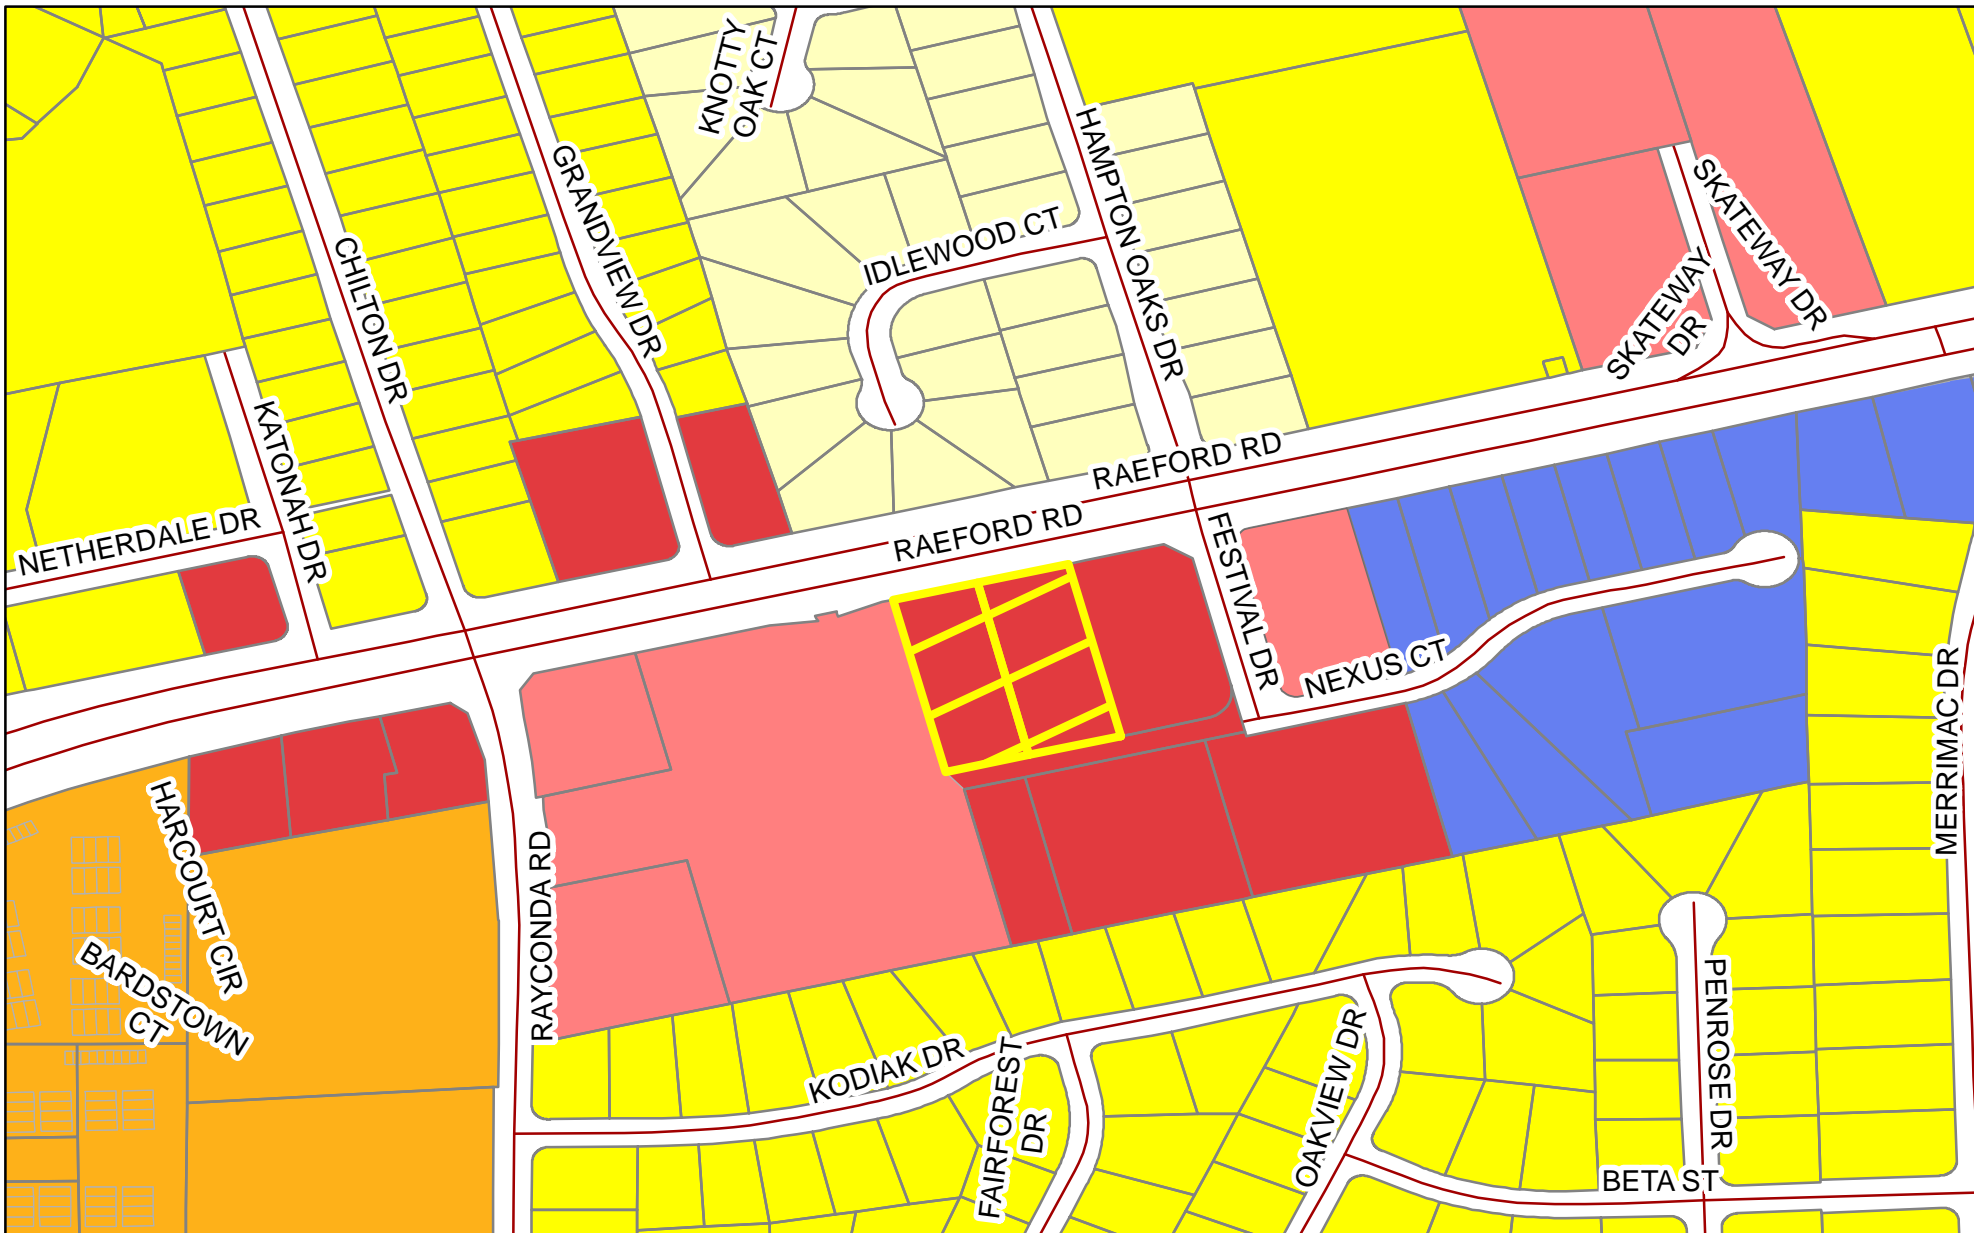 KNOTTY
OAK CT
HAMPTON OAKS DR
GRANDVIEW DR
SKATEWAY DR
IDLEWOOD CT
CHILTON DR
SKATEWAY
DR
KATONAH DR
RAEFORD RD
NETHERDALE DR
RAEFORD RD
FESTIVAL DR
NEXUS CT
MERRIMAC DR
HARCOURT CIR
RAYCONDA RD
BARDSTOWN
CT
PENROSE DR
KODIAK DR
FAIRFOREST
DR
OAKVIEW DR
BETA ST